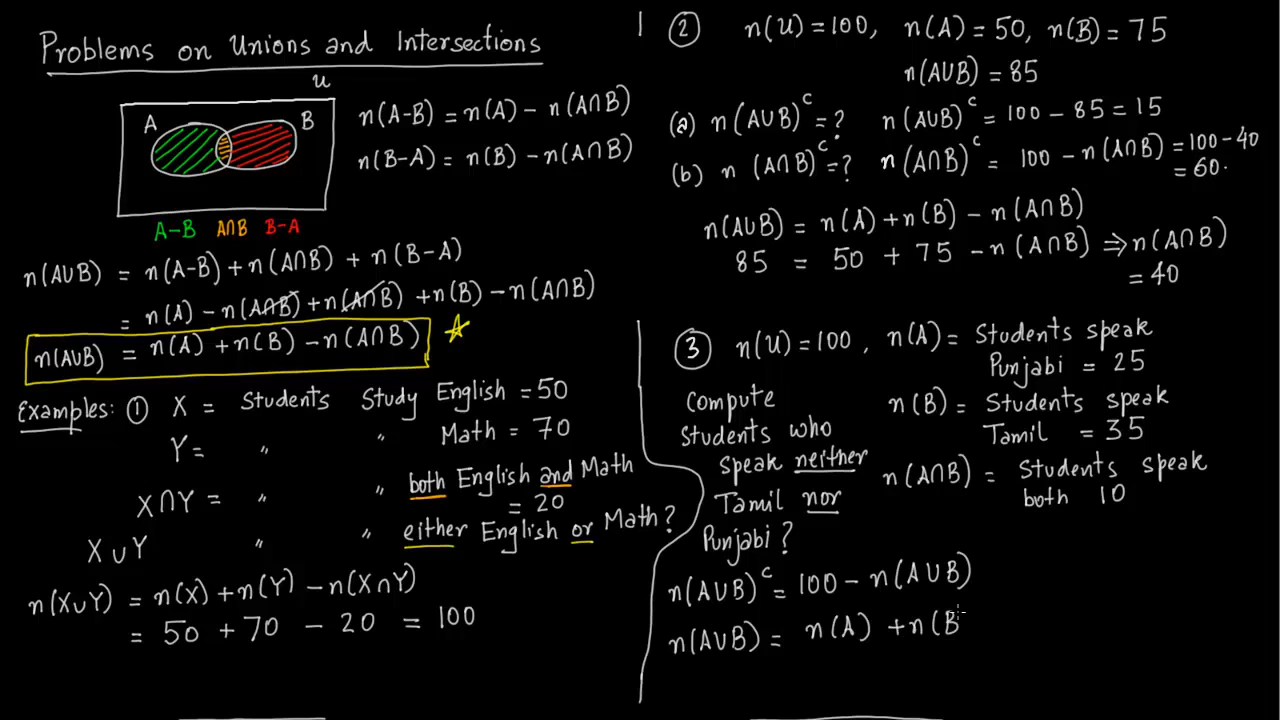 Problems on Unions and Intersections
U
A B
n(A-B) = n(A) - n(A∩B)
n(B-A) = n(B) - n(A∩B)
A-B A∩B B-A
n(A∪B) = n(A-B) + n(A∩B) + n(B-A)
= n(A) - n(A∩B) + n(A∩B) + n(B) - n(A∩B)
n(A∪B) = n(A) + n(B) - n(A∩B)
Examples: ① X = Students Study English = 50
Y = " " Math = 70
X∩Y = " " both English and Math
= 20
X∪Y " " either English or Math?
n(X∪Y) = n(X) + n(Y) - n(X∩Y)
= 50 + 70 - 20 = 100
② n(U) = 100, n(A) = 50, n(B) = 75
n(A∪B) = 85
(a) n(A∪B)ᶜ = ? n(A∪B)ᶜ = 100 - 85 = 15
(b) n (A∩B)ᶜ = ? n(A∩B)ᶜ = 100 - n(A∩B) = 100-40
= 60.
n(A∪B) = n(A) + n(B) - n(A∩B)
85 = 50 + 75 - n(A∩B) ⇒ n(A∩B)
= 40
③ n(U) = 100, n(A) = Students speak
Punjabi = 25
n(B) = Students speak
Tamil = 35
n(A∩B) = Students speak
both 10
Compute
Students who
Speak neither
Tamil nor
Punjabi?
n(A∪B)ᶜ = 100 - n(A∪B)
n(A∪B) = n(A) + n(B